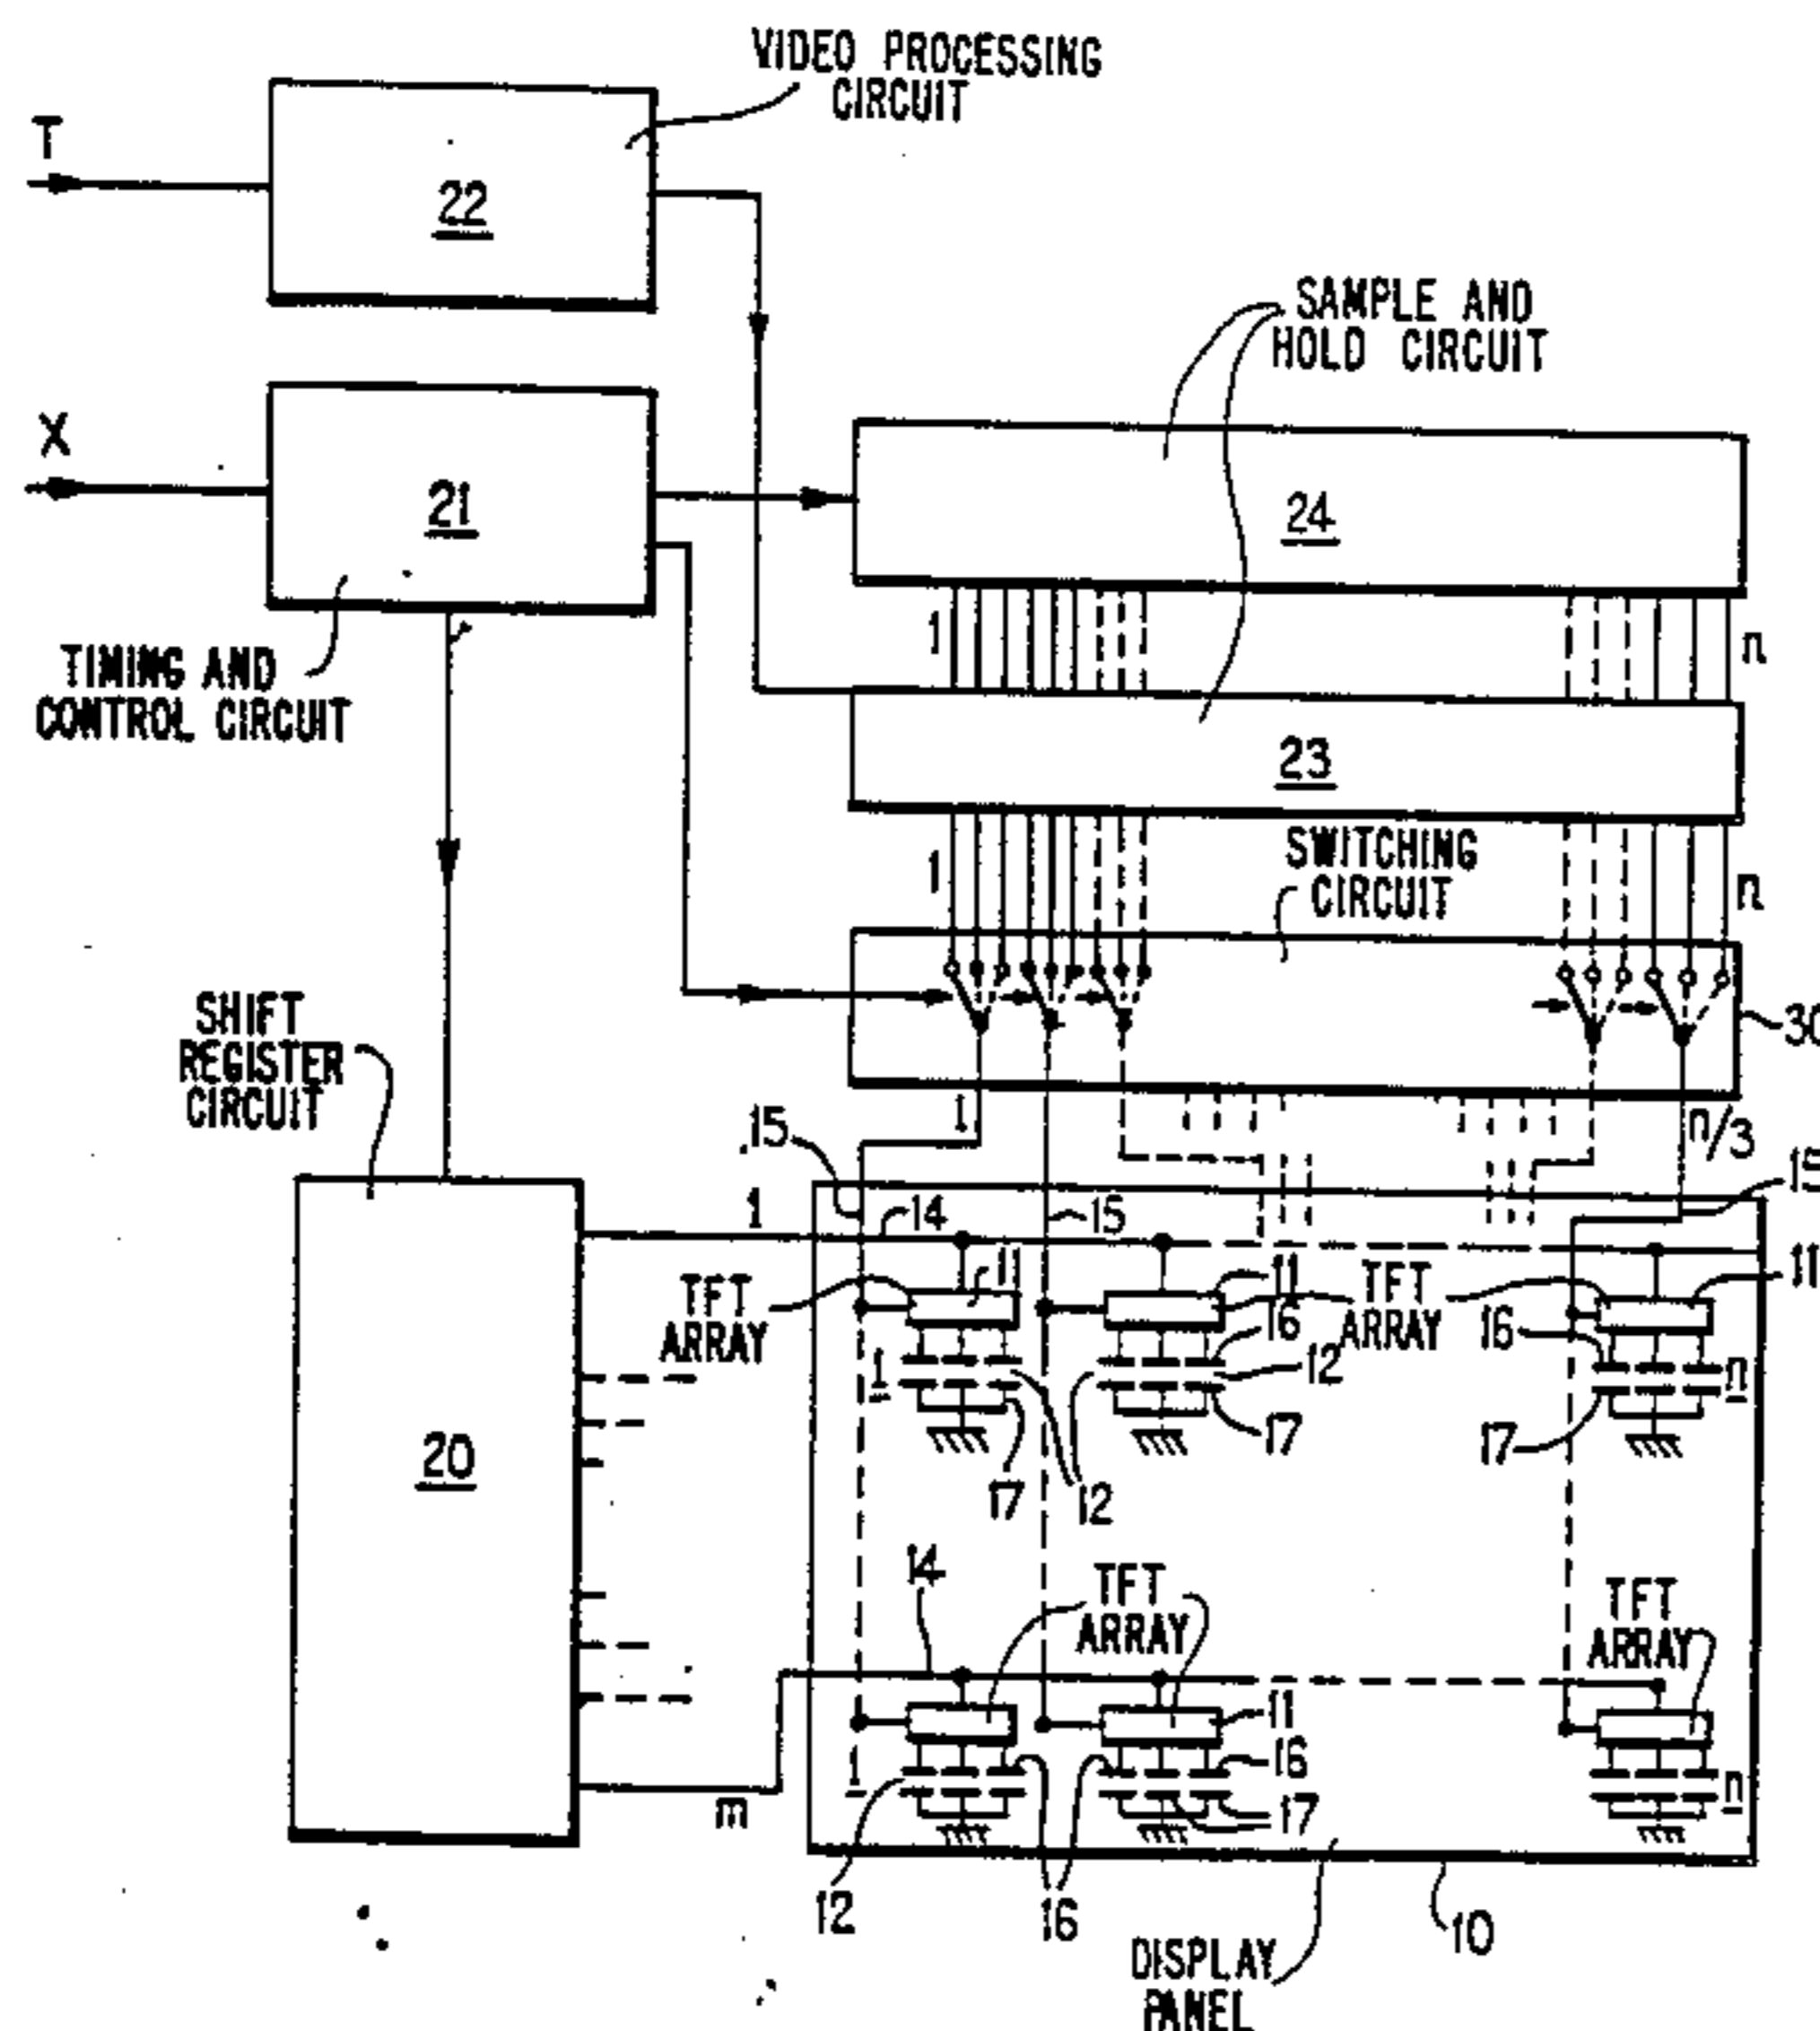 VIDEO PROCESSING
CIRCUIT
T
22
SAMPLE AND
HOLD CIRCUIT
X
21
24
TIMING AND
CONTROL CIRCUIT
1
n
23
SWITCHING
CIRCUIT
1
n
SHIFT
REGISTER
CIRCUIT
30
1
n/3
15
15
1
14
15
TFT
ARRAY
11
11
16
TFT
ARRAY
11
16
1
12
n
17
12
17
17
20
14
TFT
ARRAY
TFT
ARRAY
11
1
16
17
n
m
12
16
10
DISPLAY
PANEL